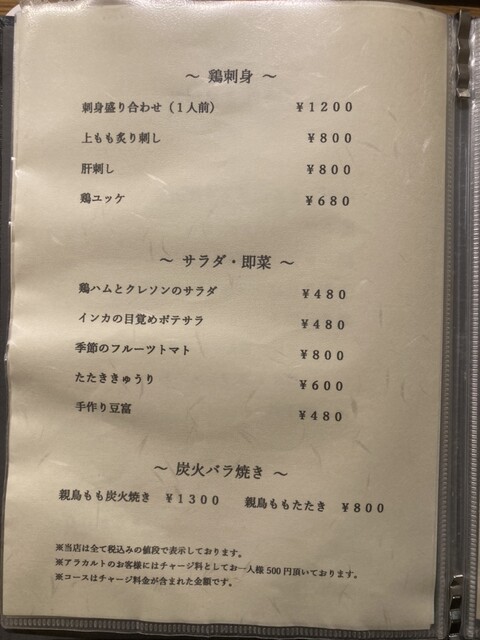 ～ 鶏刺身 ～
刺身盛り合わせ（１人前） ￥１２００
上もも炙り刺し ￥８００
肝刺し ￥８００
鶏ユッケ ￥６８０
～ サラダ・即菜 ～
鶏ハムとクレソンのサラダ ￥４８０
インカの目覚めポテサラ ￥４８０
季節のフルーツトマト ￥８００
たたききゅうり ￥６００
手作り豆富 ￥４８０
～ 炭火バラ焼き ～
親鳥もも炭火焼き ￥１３００ 親鳥ももたたき ￥８００
※当店は全て税込みの値段で表示しております。
※アラカルトのお客様にはチャージ料としてお一人様 500 円頂いております。
※コースはチャージ料金が含まれた金額です。